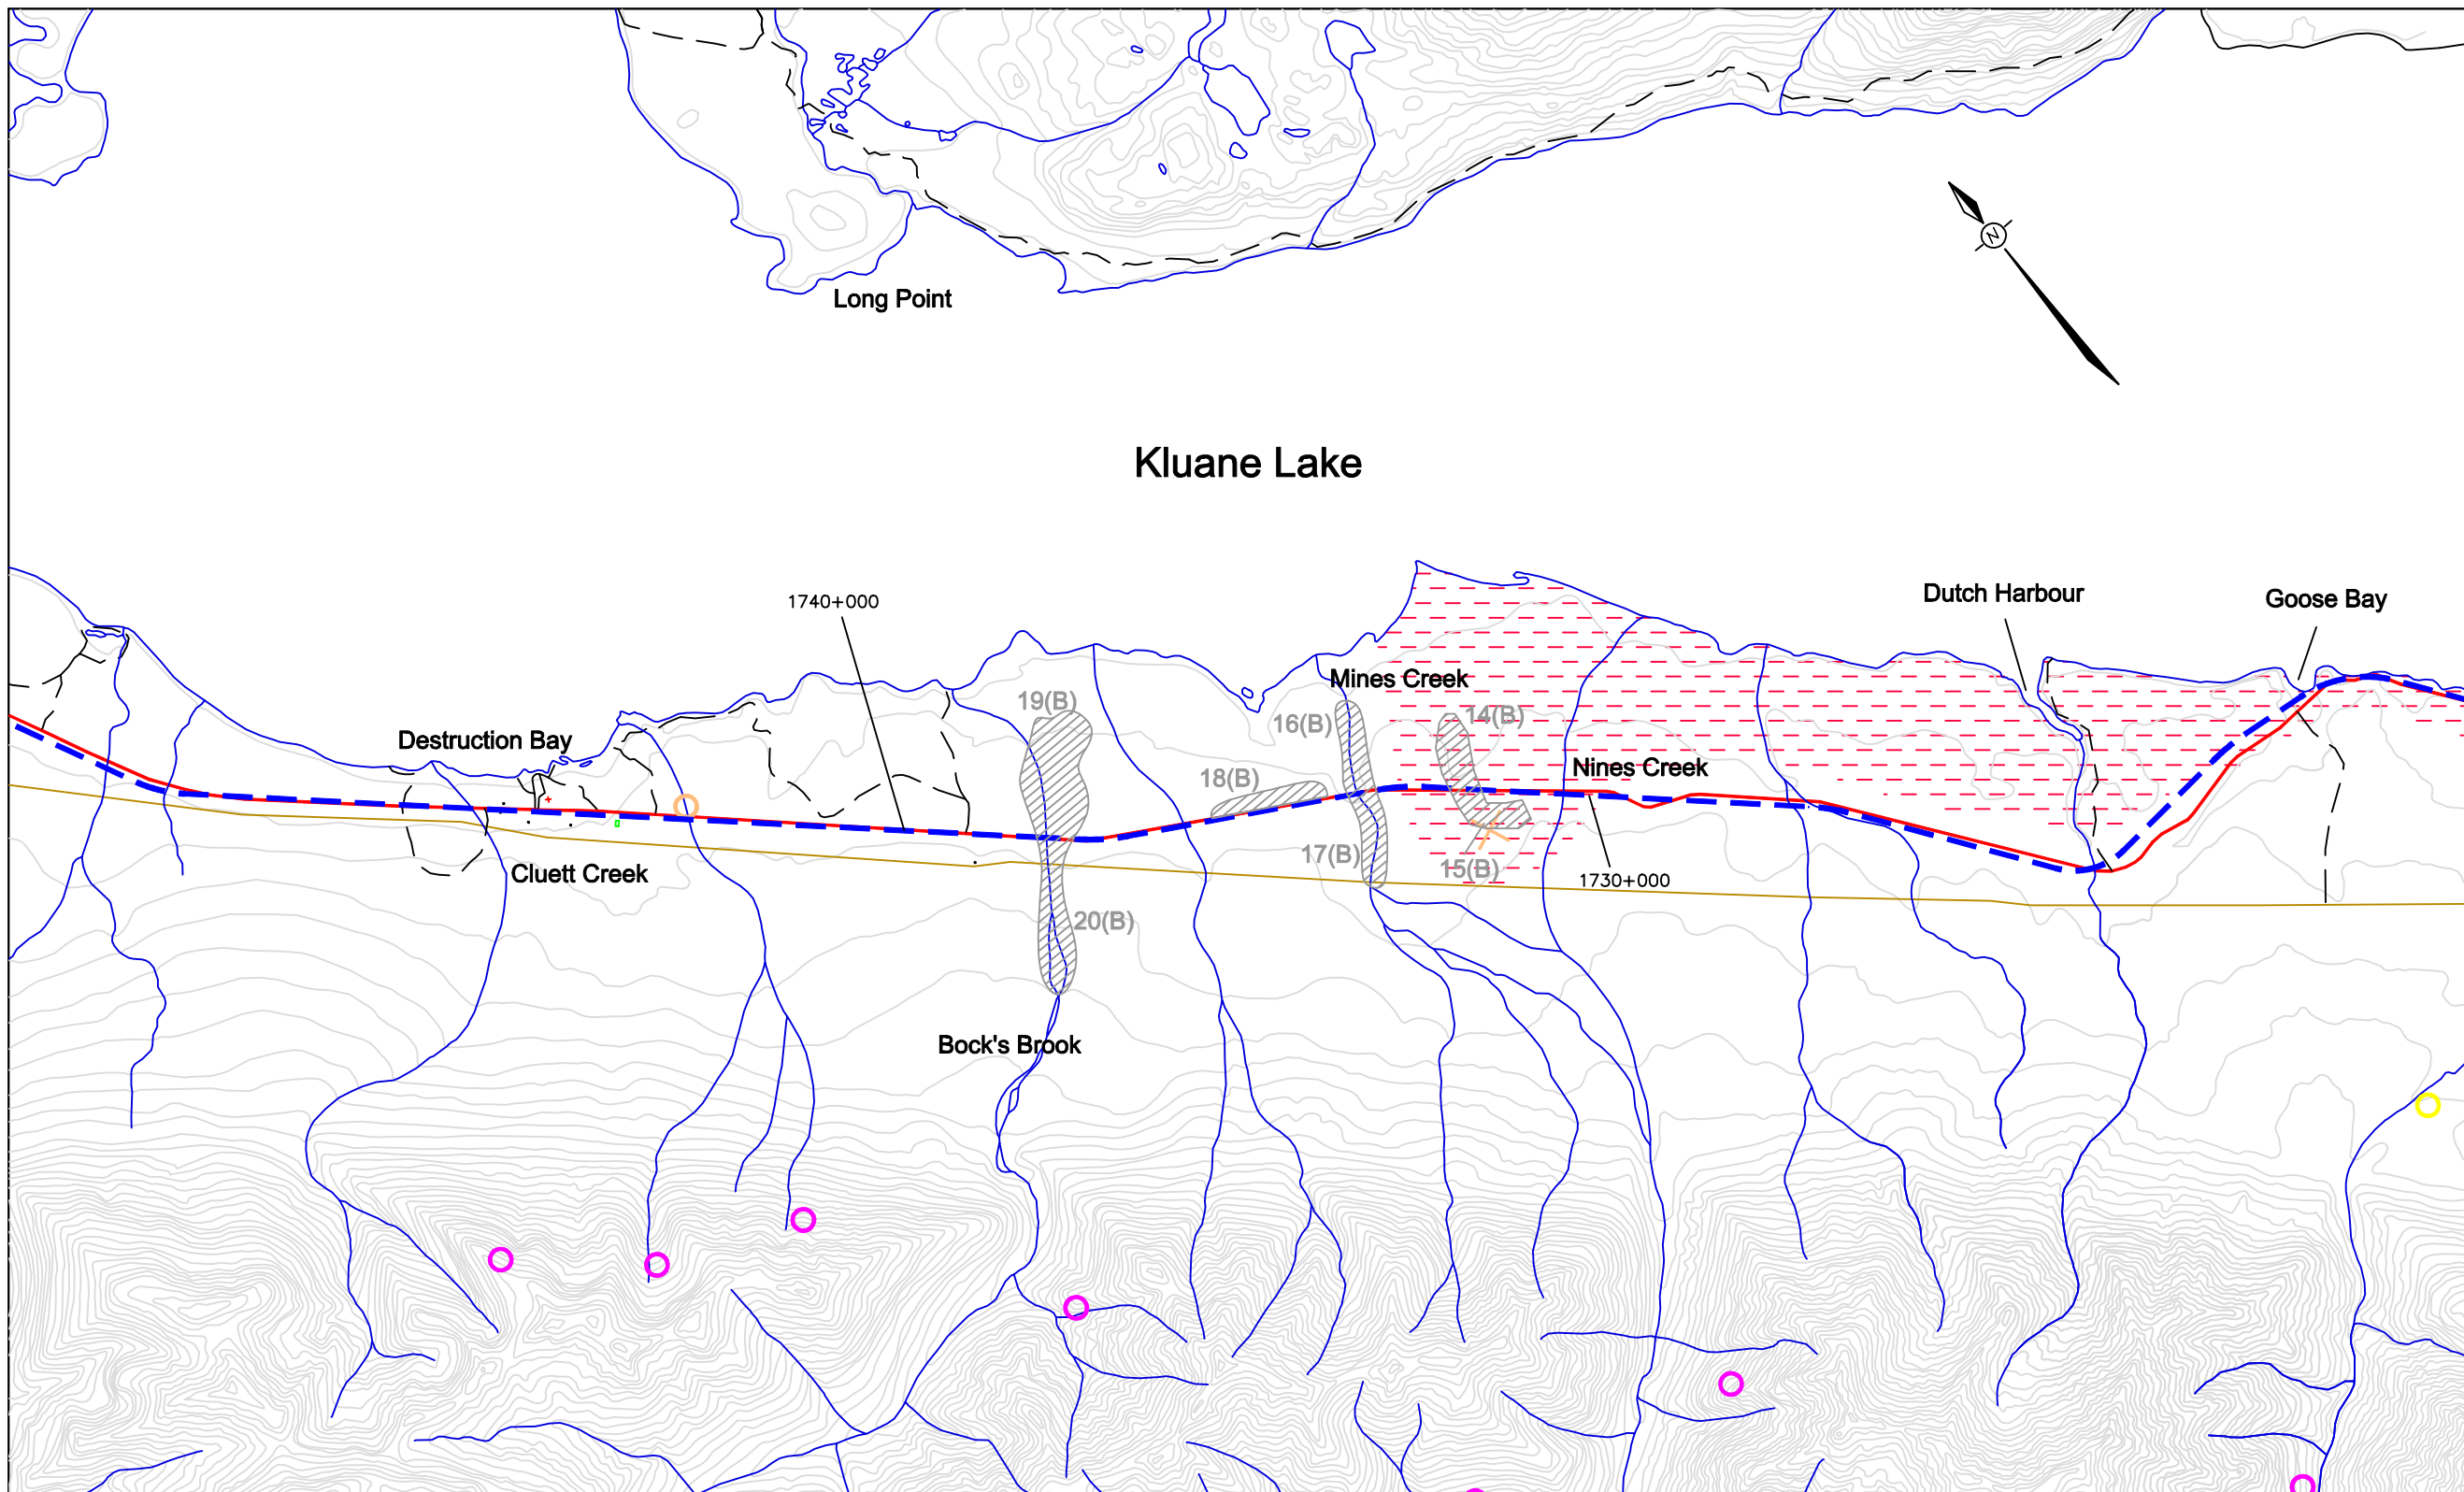 Long Point
N
Kluane Lake
Dutch Harbour
Goose Bay
1740+000
Mines Creek
19(B)
16(B)
14(B)
Destruction Bay
18(B)
Nines Creek
17(B)
15(B)
1730+000
Cluett Creek
20(B)
Bock's Brook